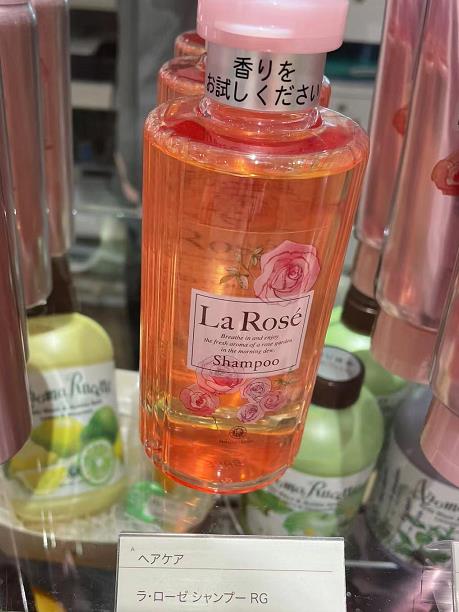 香りを
お試しください
La Rosé
Breathe in and enjoy
the fresh aroma of a rose garden
in the morning dew.
Shampoo
Aroma Rucette
ヘアケア
ラ・ローゼ シャンプー RG